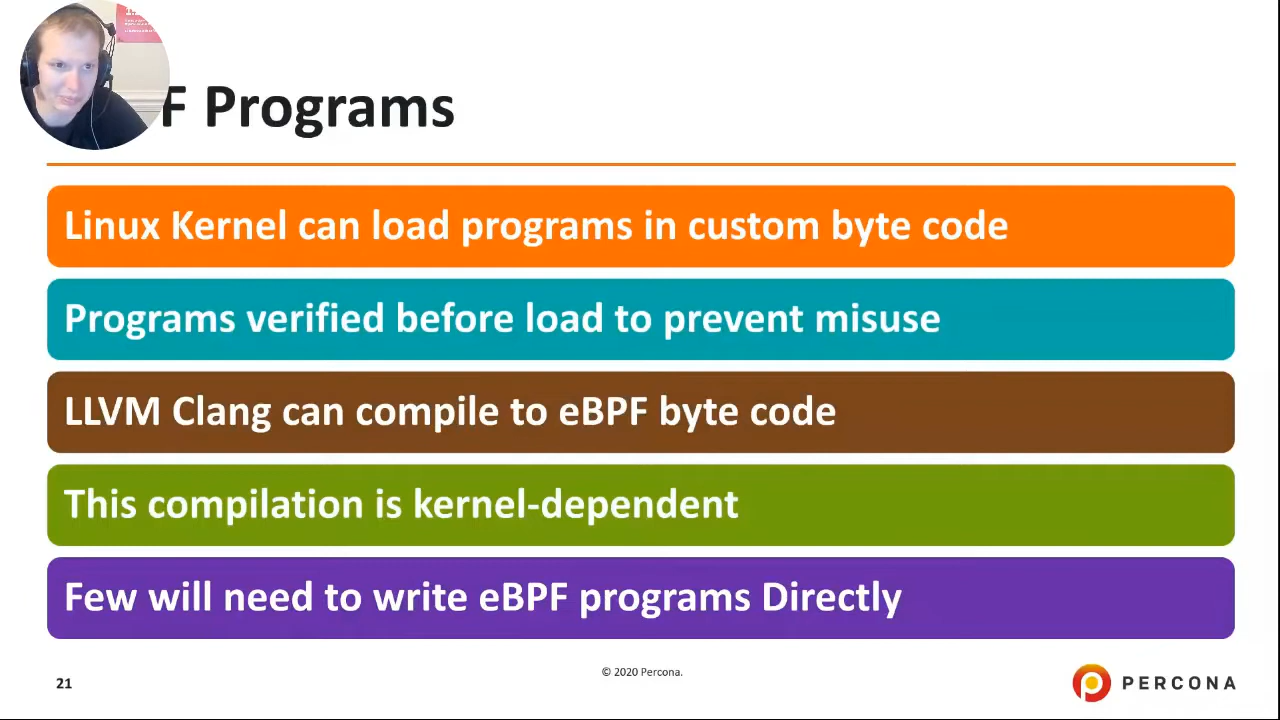 F Programs
Linux Kernel can load programs in custom byte code
Programs verified before load to prevent misuse
LLVM Clang can compile to eBPF byte code
This compilation is kernel-dependent
Few will need to write eBPF programs Directly
21
© 2020 Percona.
PERCONA